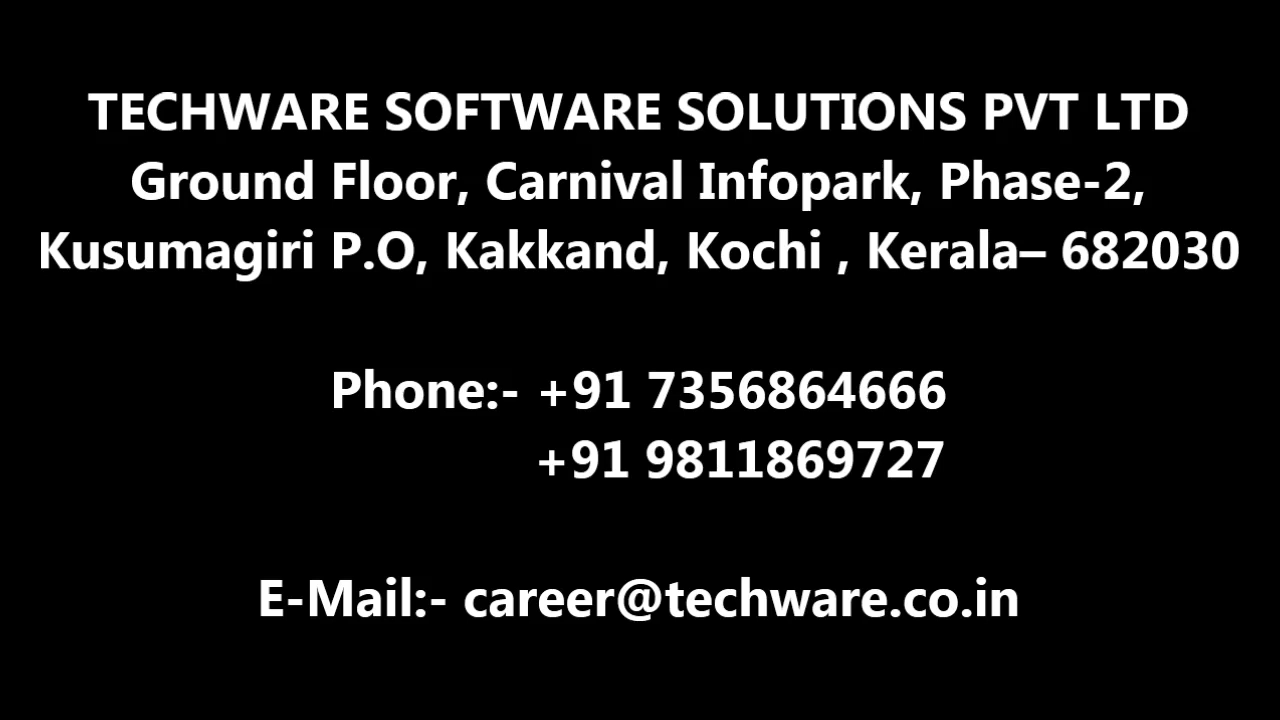 TECHWARE SOFTWARE SOLUTIONS PVT LTD
Ground Floor, Carnival Infopark, Phase-2,
Kusumagiri P.O, Kakkand, Kochi , Kerala– 682030
Phone:- +91 7356864666
+91 9811869727
E-Mail:- career@techware.co.in